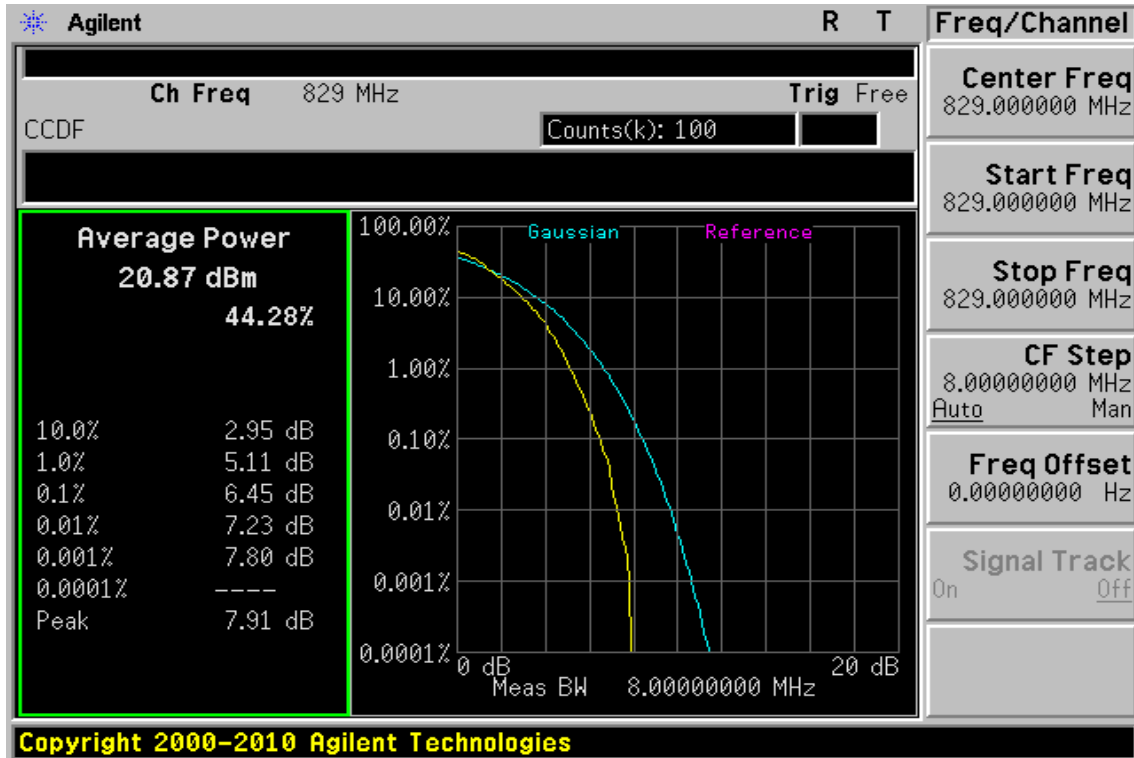 Agilent R T
Ch Freq 829 MHz Trig Free
CCDF Counts(k): 100
Average Power
20.87 dBm
44.28%
10.0% 2.95 dB
1.0% 5.11 dB
0.1% 6.45 dB
0.01% 7.23 dB
0.001% 7.80 dB
0.0001% ----
Peak 7.91 dB
Gaussian Reference
100.00%
10.00%
1.00%
0.10%
0.01%
0.001%
0.0001%
0 dB 20 dB
Meas BW 8.00000000 MHz
Freq/Channel
Center Freq
829.000000 MHz
Start Freq
829.000000 MHz
Stop Freq
829.000000 MHz
CF Step
8.00000000 MHz
Auto Man
Freq Offset
0.00000000 Hz
Signal Track
On Off
Copyright 2000-2010 Agilent Technologies